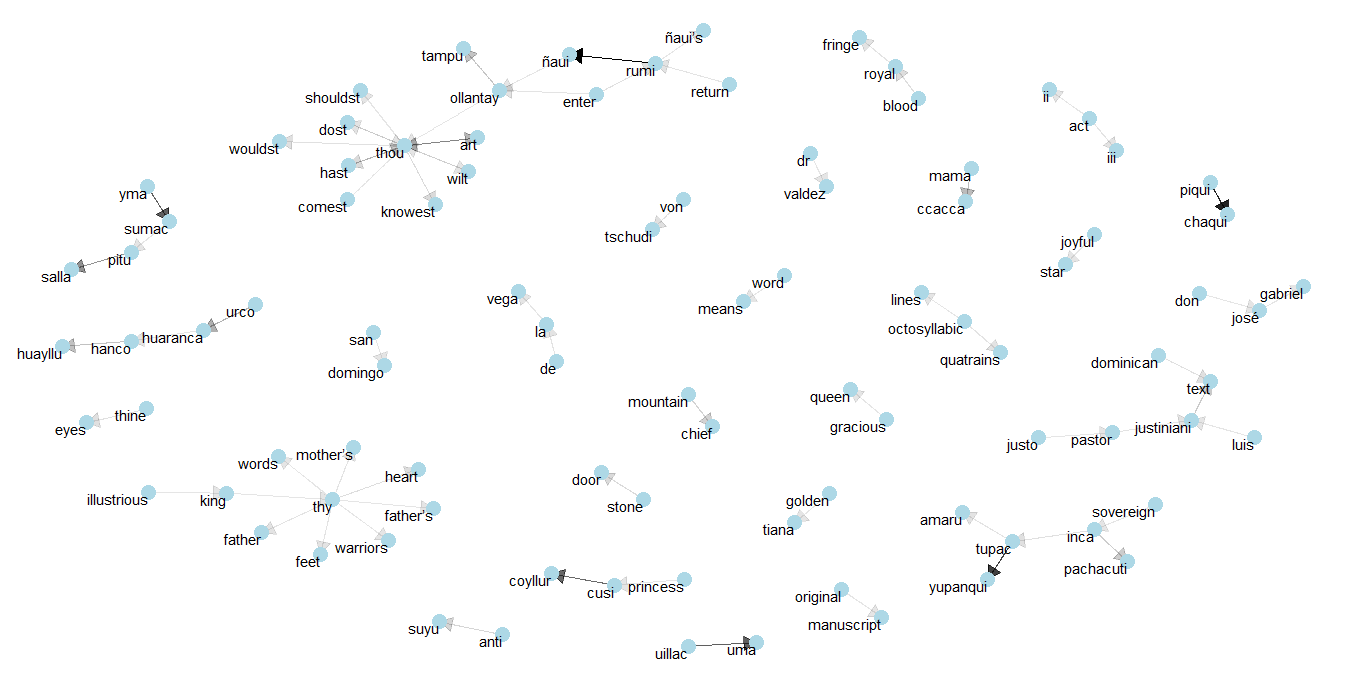 ñaui’s
fringe
tampu
ñaui
rumi
royal
return
ii
shouldst
ollantay
enter
blood
act
dost
wouldst
thou
art
iii
hast
wilt
dr
valdez
mama
ccacca
piqui
chaqui
yma
comest
knowest
von
sumac
tschudi
joyful
star
pitu
salla
word
means
vega
lines
don
gabriel
josé
urco
huaranca
hanco
huayllu
la
octosyllabic
quatrains
san
domingo
de
dominican
text
mountain
chief
queen
gracious
thine
eyes
justo
pastor
justiniani
luis
mother’s
words
heart
door
stone
illustrious
king
thy
father’s
golden
tiana
sovereign
amaru
inca
father
feet
warriors
tupac
pachacuti
yupanqui
coyllur
cusi
princess
original
manuscript
suyu
anti
uillac
uma